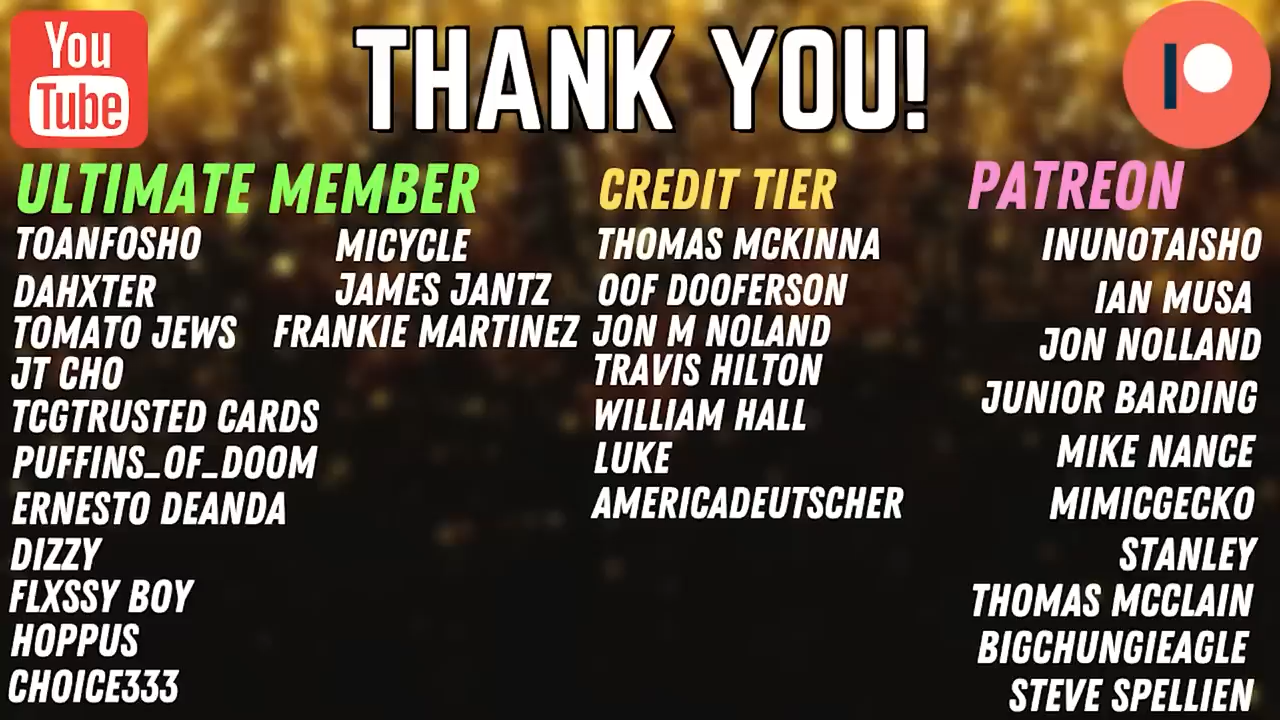 You
Tube
THANK YOU!
ULTIMATE MEMBER
TOANFOSHO
DAHXTER
TOMATO JEWS
JT CHO
TCGTRUSTED CARDS
PUFFINS_OF_DOOM
ERNESTO DEANDA
DIZZY
FLXSSY BOY
HOPPUS
CHOICE333
MICYCLE
JAMES JANTZ
FRANKIE MARTINEZ
CREDIT TIER
THOMAS MCKINNA
OOF DOOFERSON
JON M NOLAND
TRAVIS HILTON
WILLIAM HALL
LUKE
AMERICADEUTSCHER
PATREON
INUNOTAISHO
IAN MUSA
JON NOLLAND
JUNIOR BARDING
MIKE NANCE
MIMICGECKO
STANLEY
THOMAS MCCLAIN
BIGCHUNGIEAGLE
STEVE SPELLIEN